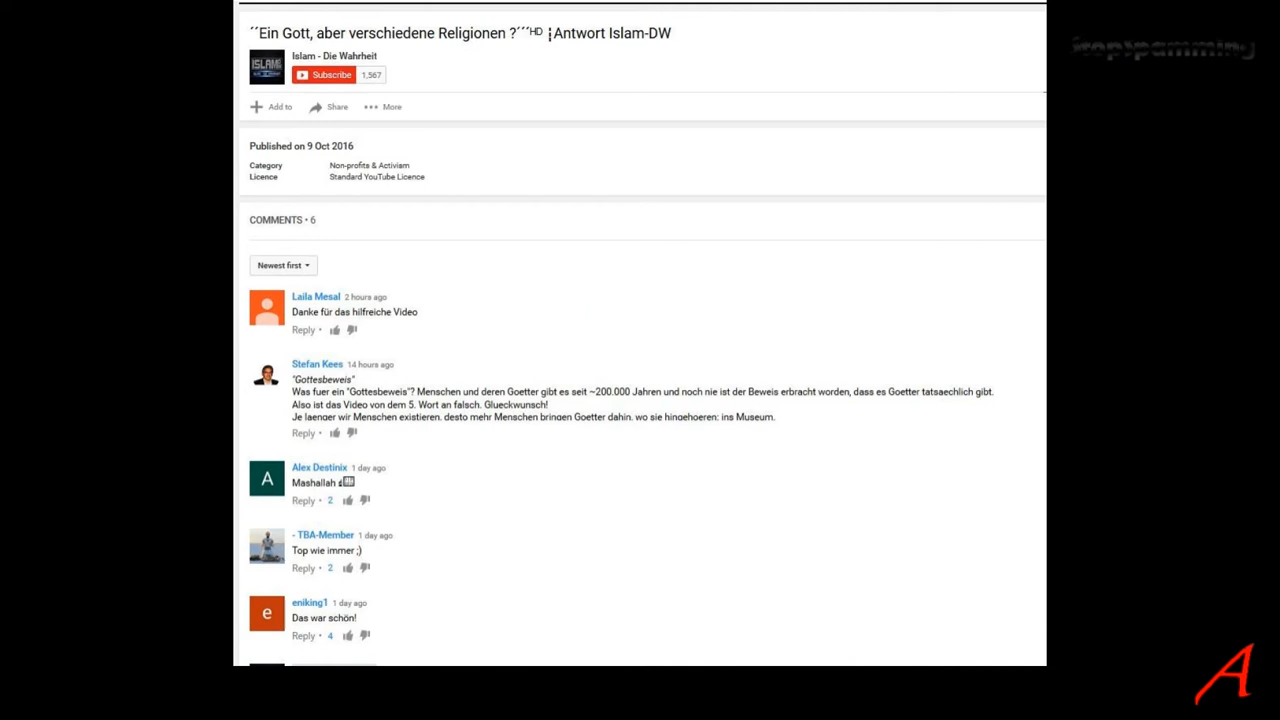 ´´Ein Gott, aber verschiedene Religionen ?´´´ᴴᴰ ┇Antwort Islam-DW
StopSpamming
ISLAM
Islam - Die Wahrheit
Subscribe 1,567
Add to Share More
Published on 9 Oct 2016
Category Non-profits & Activism
Licence Standard YouTube Licence
COMMENTS • 6
Newest first
Laila Mesal 2 hours ago
Danke für das hilfreiche Video
Reply •
Stefan Kees 14 hours ago
"Gottesbeweis"
Was fuer ein "Gottesbeweis"? Menschen und deren Goetter gibt es seit ~200.000 Jahren und noch nie ist der Beweis erbracht worden, dass es Goetter tatsaechlich gibt.
Also ist das Video von dem 5. Wort an falsch. Glueckwunsch!
Je laenger wir Menschen existieren, desto mehr Menschen bringen Goetter dahin, wo sie hingehoeren: ins Museum.
Reply •
A
Alex Destinix 1 day ago
Mashallah
Reply • 2
- TBA-Member 1 day ago
Top wie immer ;)
Reply • 2
e
eniking1 1 day ago
Das war schön!
Reply • 4
A